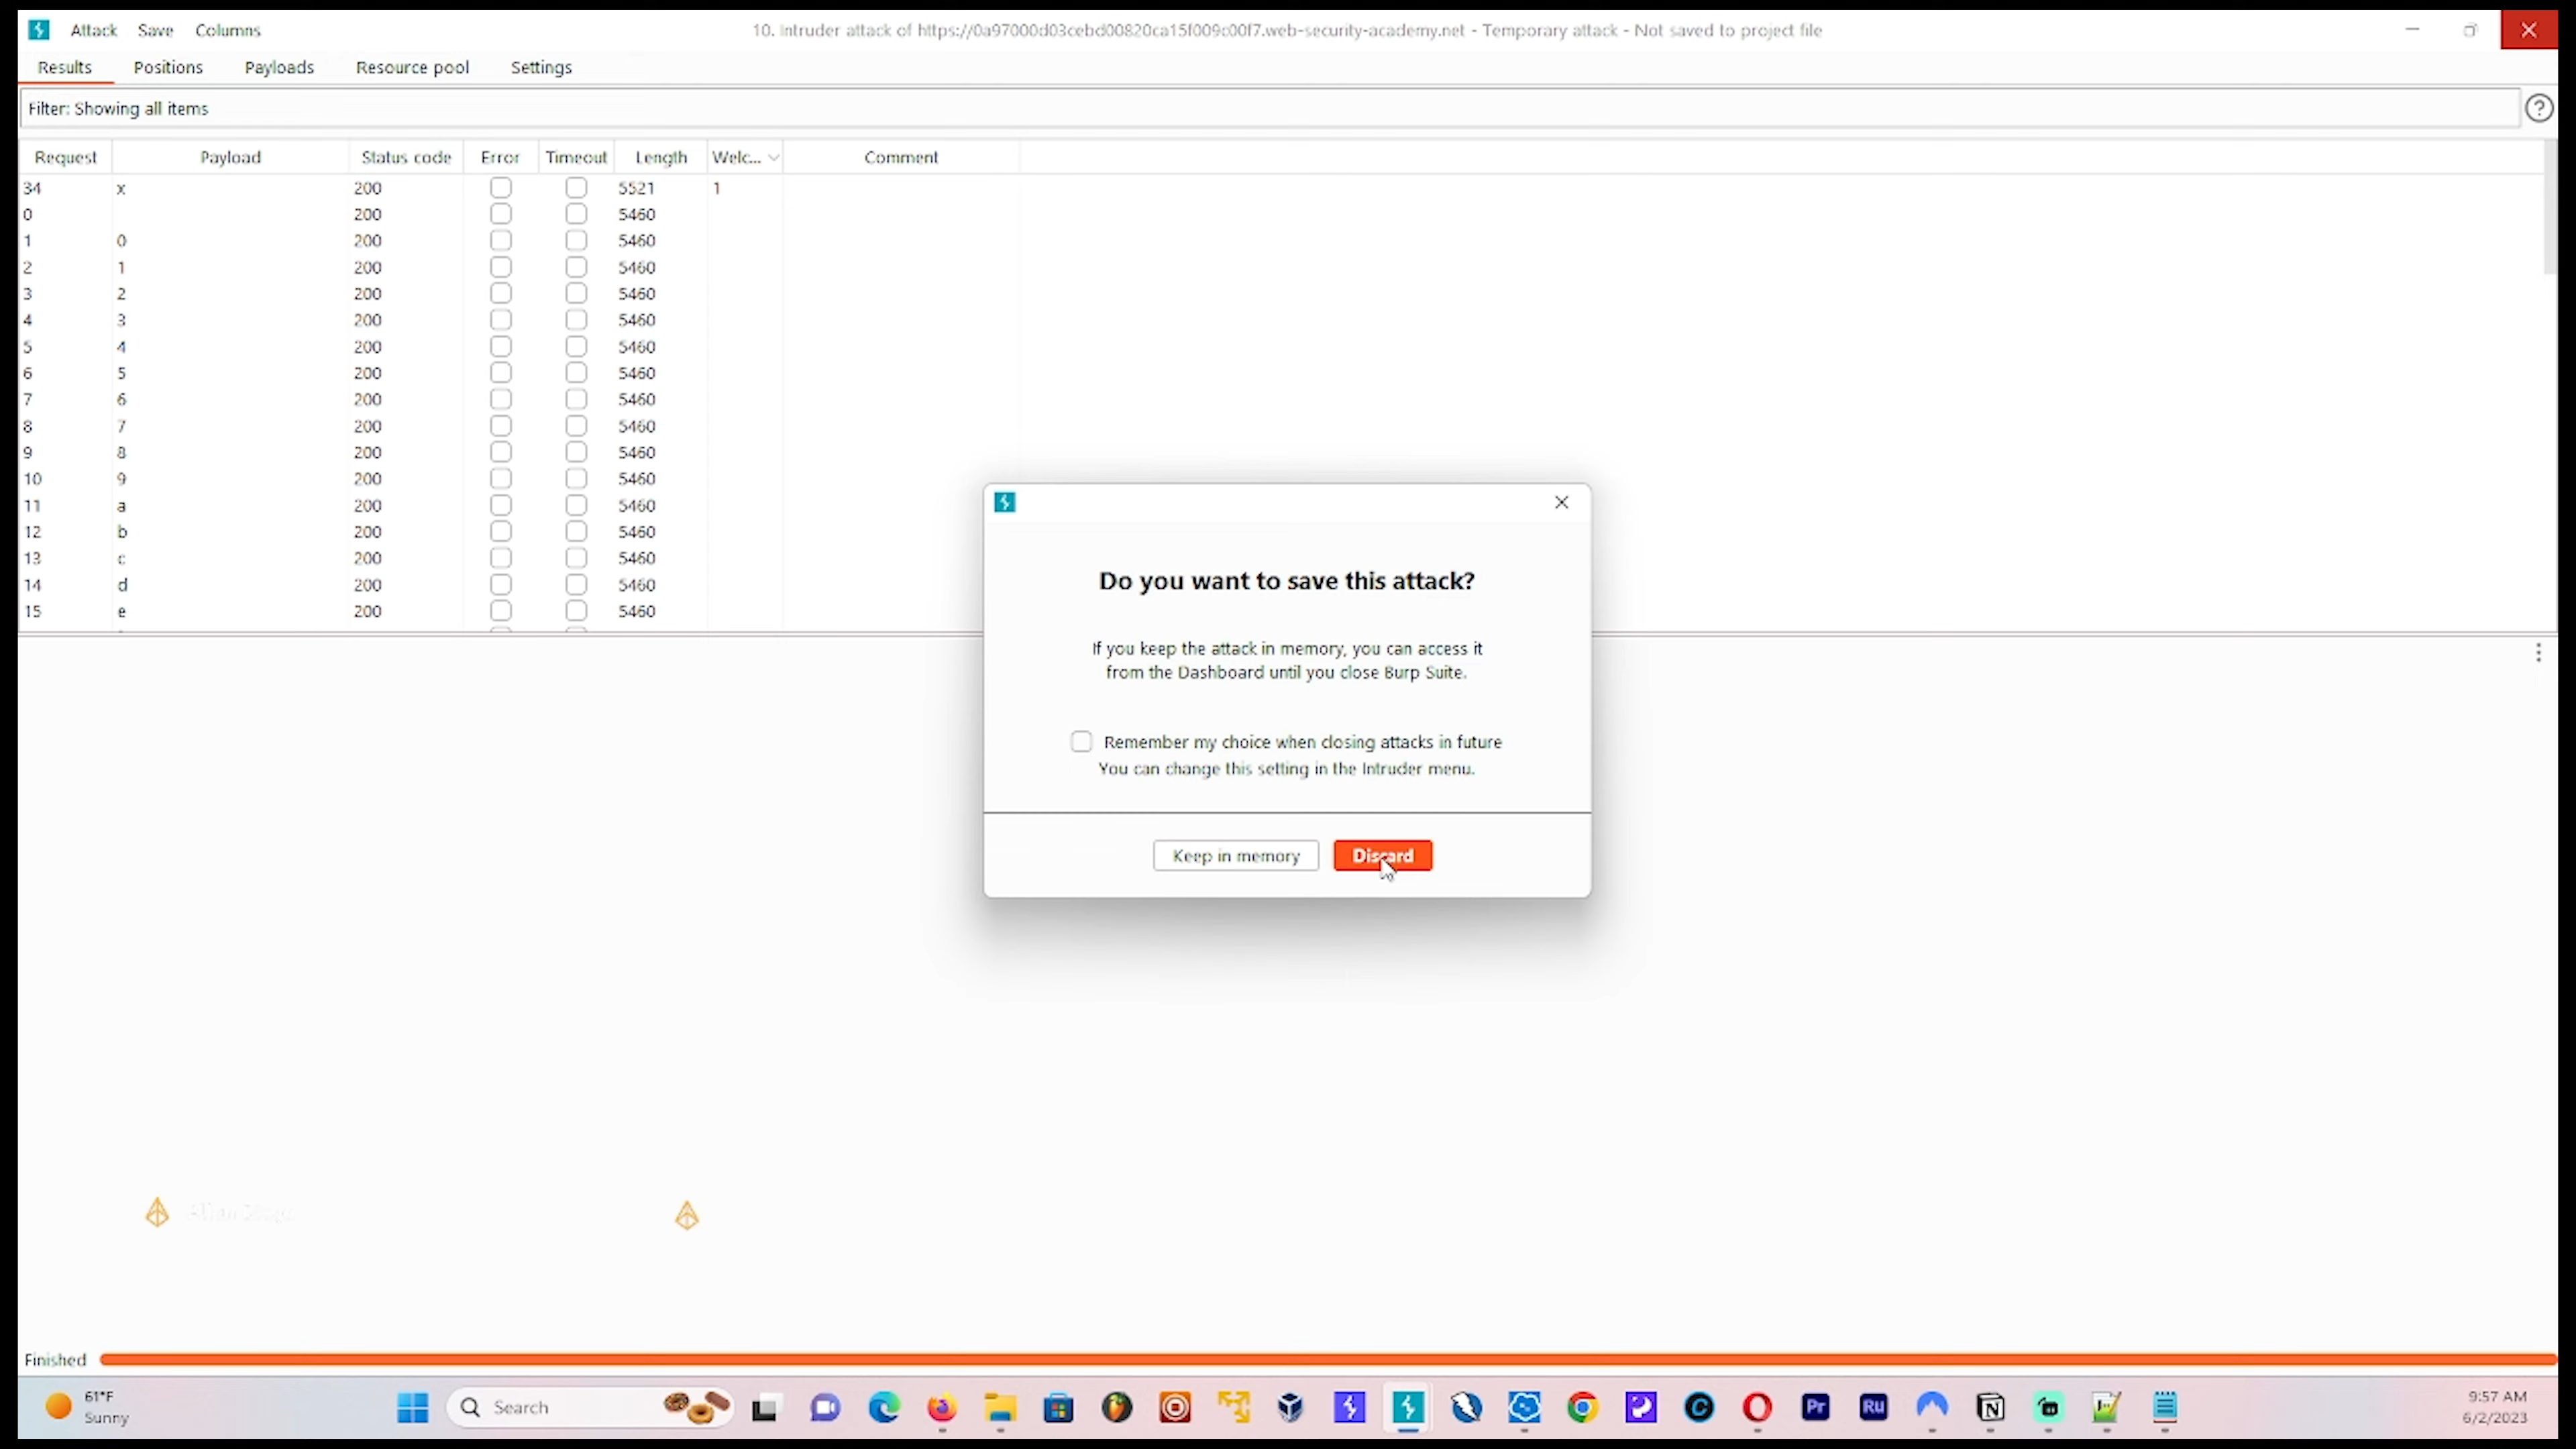 Attack Save Columns
10. Intruder attack of https://0a97000d03cebd00820ca15f009c00f7.web-security-academy.net - Temporary attack - Not saved to project file
Results Positions Payloads Resource pool Settings
Filter: Showing all items
Request Payload Status code Error Timeout Length Welc... Comment
34 x 200 5521 1
0 200 5460
1 0 200 5460
2 1 200 5460
3 2 200 5460
4 3 200 5460
5 4 200 5460
6 5 200 5460
7 6 200 5460
8 7 200 5460
9 8 200 5460
10 9 200 5460
11 a 200 5460
12 b 200 5460
13 c 200 5460
14 d 200 5460
15 e 200 5460
Do you want to save this attack?
If you keep the attack in memory, you can access it
from the Dashboard until you close Burp Suite.
Remember my choice when closing attacks in future
You can change this setting in the Intruder menu.
Keep in memory Discard
Finished
61°F
Sunny
Search
Pr
Ru
9:57 AM
6/2/2023